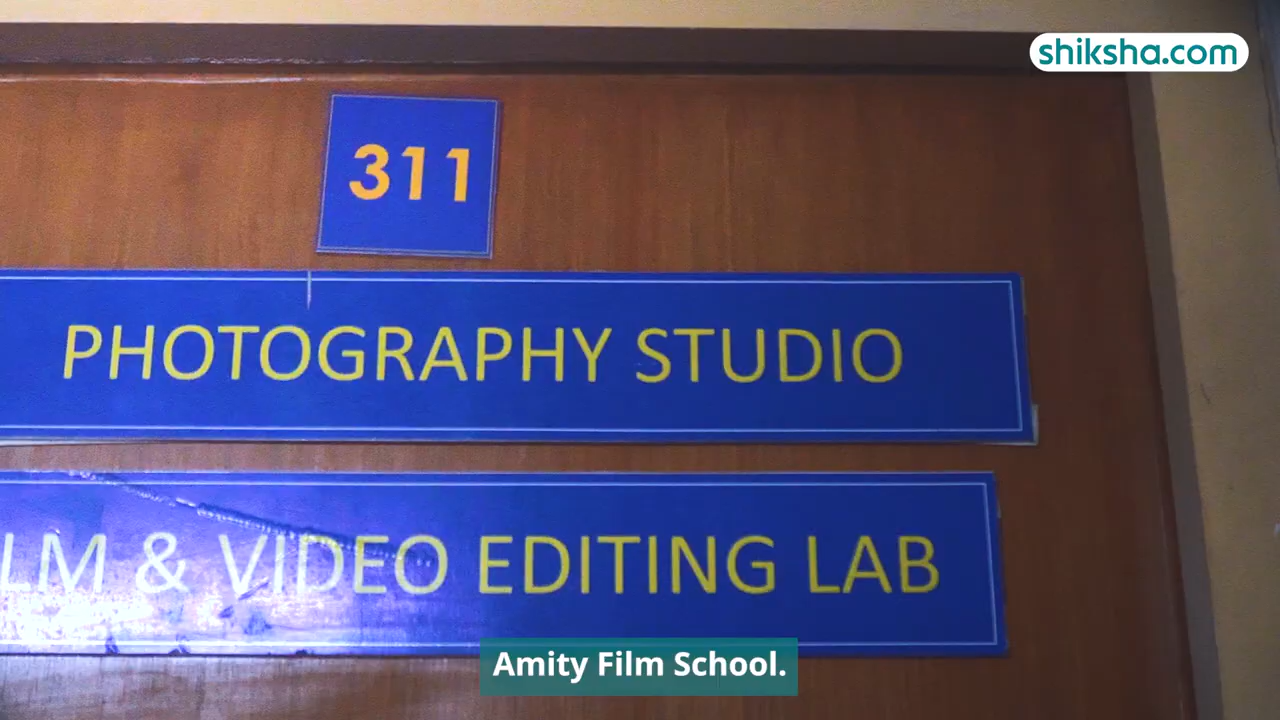 shiksha.com
311
PHOTOGRAPHY STUDIO
LM & VIDEO EDITING LAB
Amity Film School.